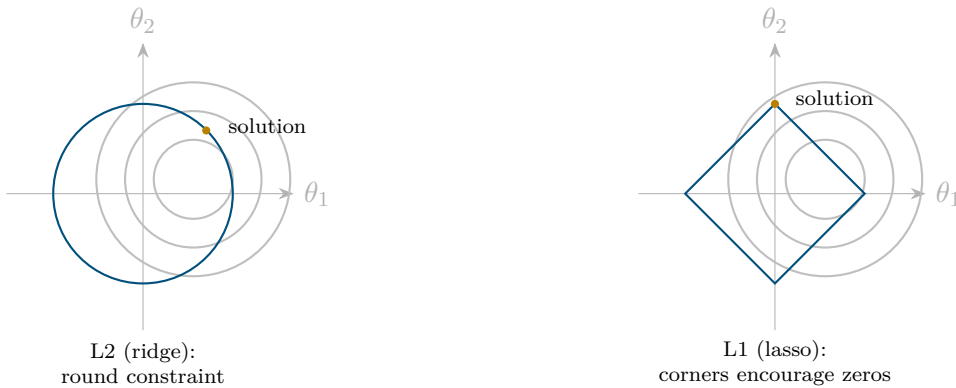 θ₂
solution
θ₁
L2 (ridge):
round constraint
θ₂
solution
θ₁
L1 (lasso):
corners encourage zeros